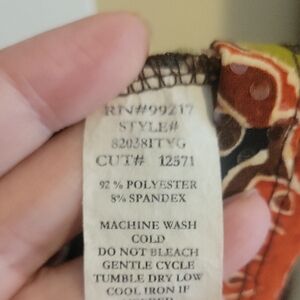 RN#99217
STYLE#
82038ITYG
CUT# 12571
92 % POLYESTER
8% SPANDEX
MACHINE WASH
COLD
DO NOT BLEACH
GENTLE CYCLE
TUMBLE DRY LOW
COOL IRON IF